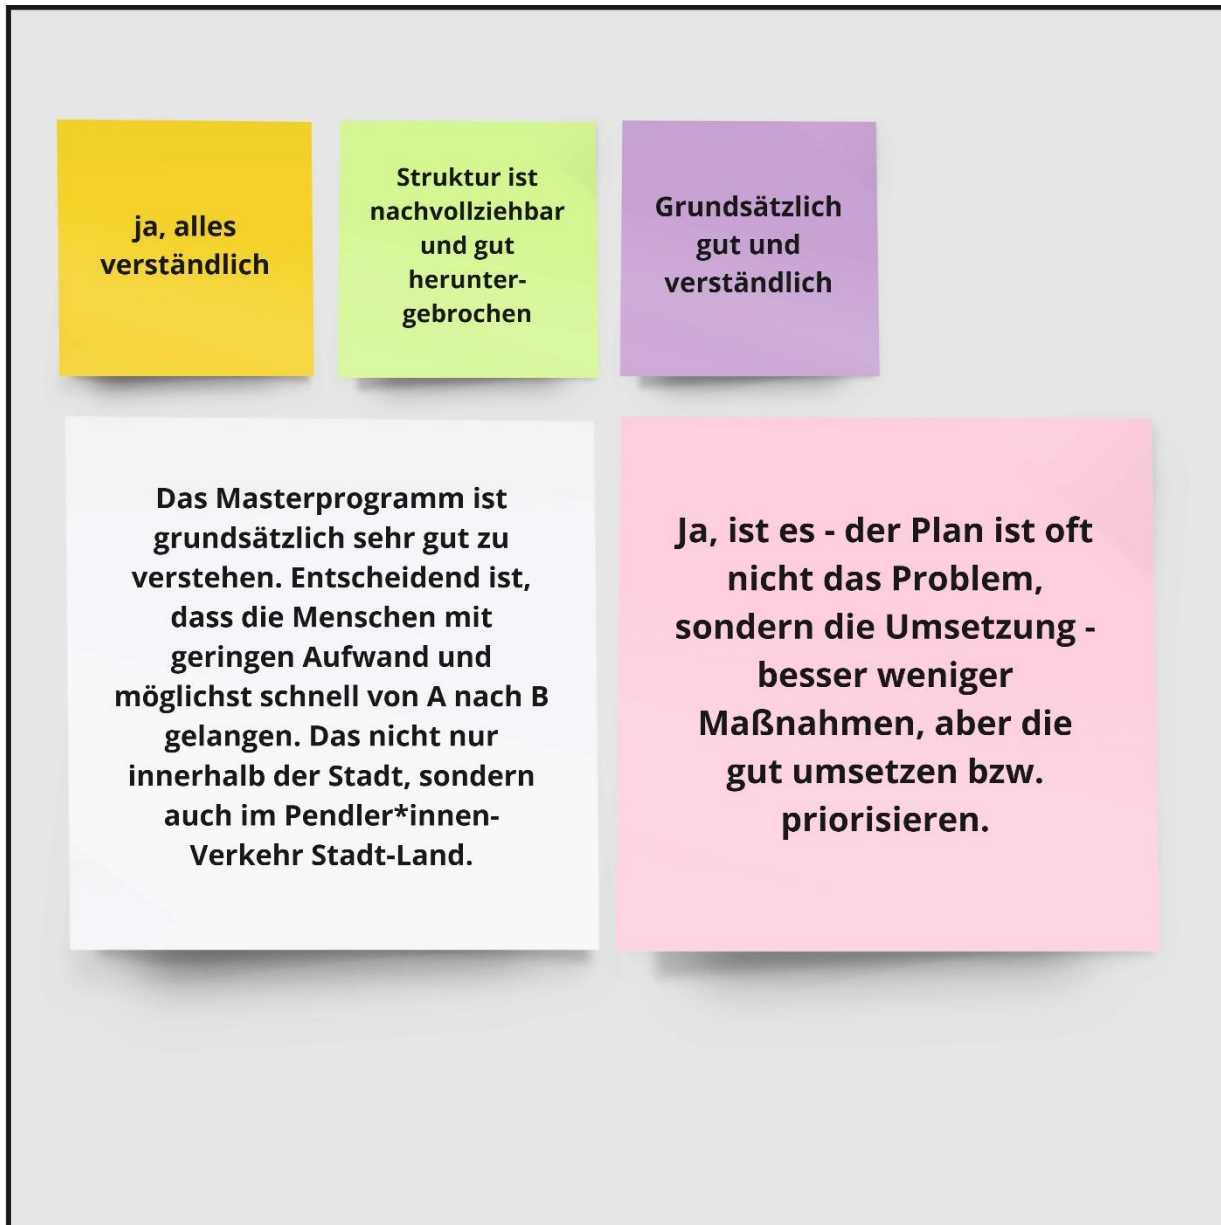 ja, alles
verständlich
Struktur ist
nachvollziehbar
und gut
herunter-
gebrochen
Grundsätzlich
gut und
verständlich
Das Masterprogramm ist
grundsätzlich sehr gut zu
verstehen. Entscheidend ist,
dass die Menschen mit
geringen Aufwand und
möglichst schnell von A nach B
gelangen. Das nicht nur
innerhalb der Stadt, sondern
auch im Pendler*innen-
Verkehr Stadt-Land.
Ja, ist es - der Plan ist oft
nicht das Problem,
sondern die Umsetzung -
besser weniger
Maßnahmen, aber die
gut umsetzen bzw.
priorisieren.